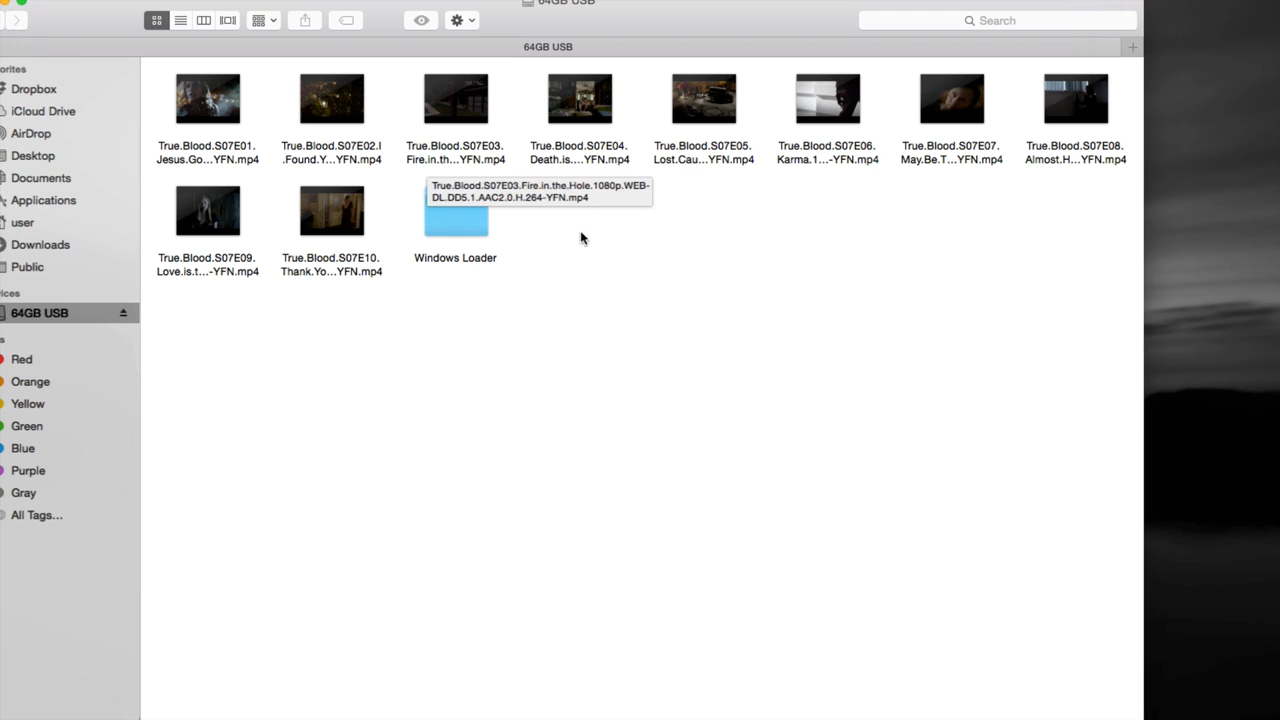 64GB USB
Search
64GB USB
orites
Dropbox
iCloud Drive
AirDrop
Desktop
Documents
Applications
user
Downloads
Public
ices
64GB USB
s
Red
Orange
Yellow
Green
Blue
Purple
Gray
All Tags...
True.Blood.S07E01.
Jesus.Go...YFN.mp4
True.Blood.S07E02.I
.Found.Y...YFN.mp4
True.Blood.S07E03.
Fire.in.th...YFN.mp4
True.Blood.S07E04.
Death.is....YFN.mp4
True.Blood.S07E05.
Lost.Cau...YFN.mp4
True.Blood.S07E06.
Karma.1...-YFN.mp4
True.Blood.S07E07.
May.Be.T...YFN.mp4
True.Blood.S07E08.
Almost.H...YFN.mp4
True.Blood.S07E03.Fire.in.the.Hole.1080p.WEB-
DL.DD5.1.AAC2.0.H.264-YFN.mp4
True.Blood.S07E09.
Love.is.t...-YFN.mp4
True.Blood.S07E10.
Thank.Yo...YFN.mp4
Windows Loader